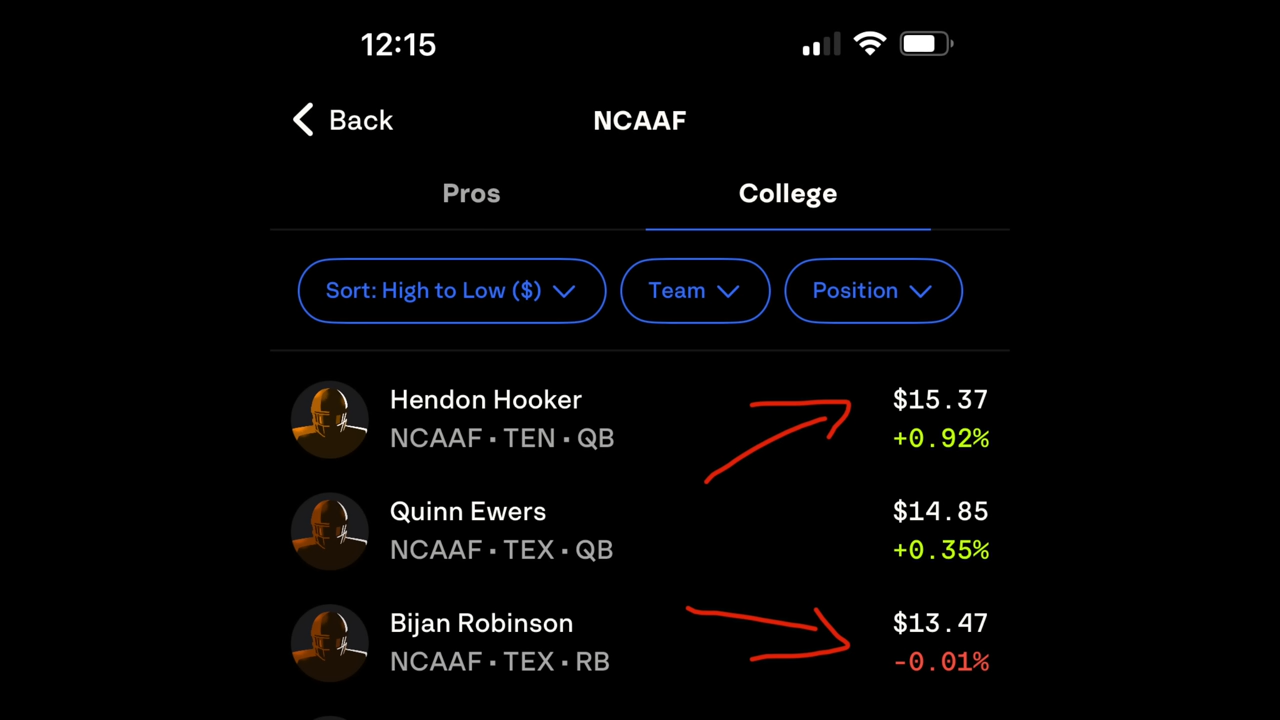 12:15
Back
NCAAF
Pros
College
Sort: High to Low ($)
Team
Position
Hendon Hooker
$15.37
NCAAF · TEN · QB
+0.92%
Quinn Ewers
$14.85
NCAAF · TEX · QB
+0.35%
Bijan Robinson
$13.47
NCAAF · TEX · RB
-0.01%